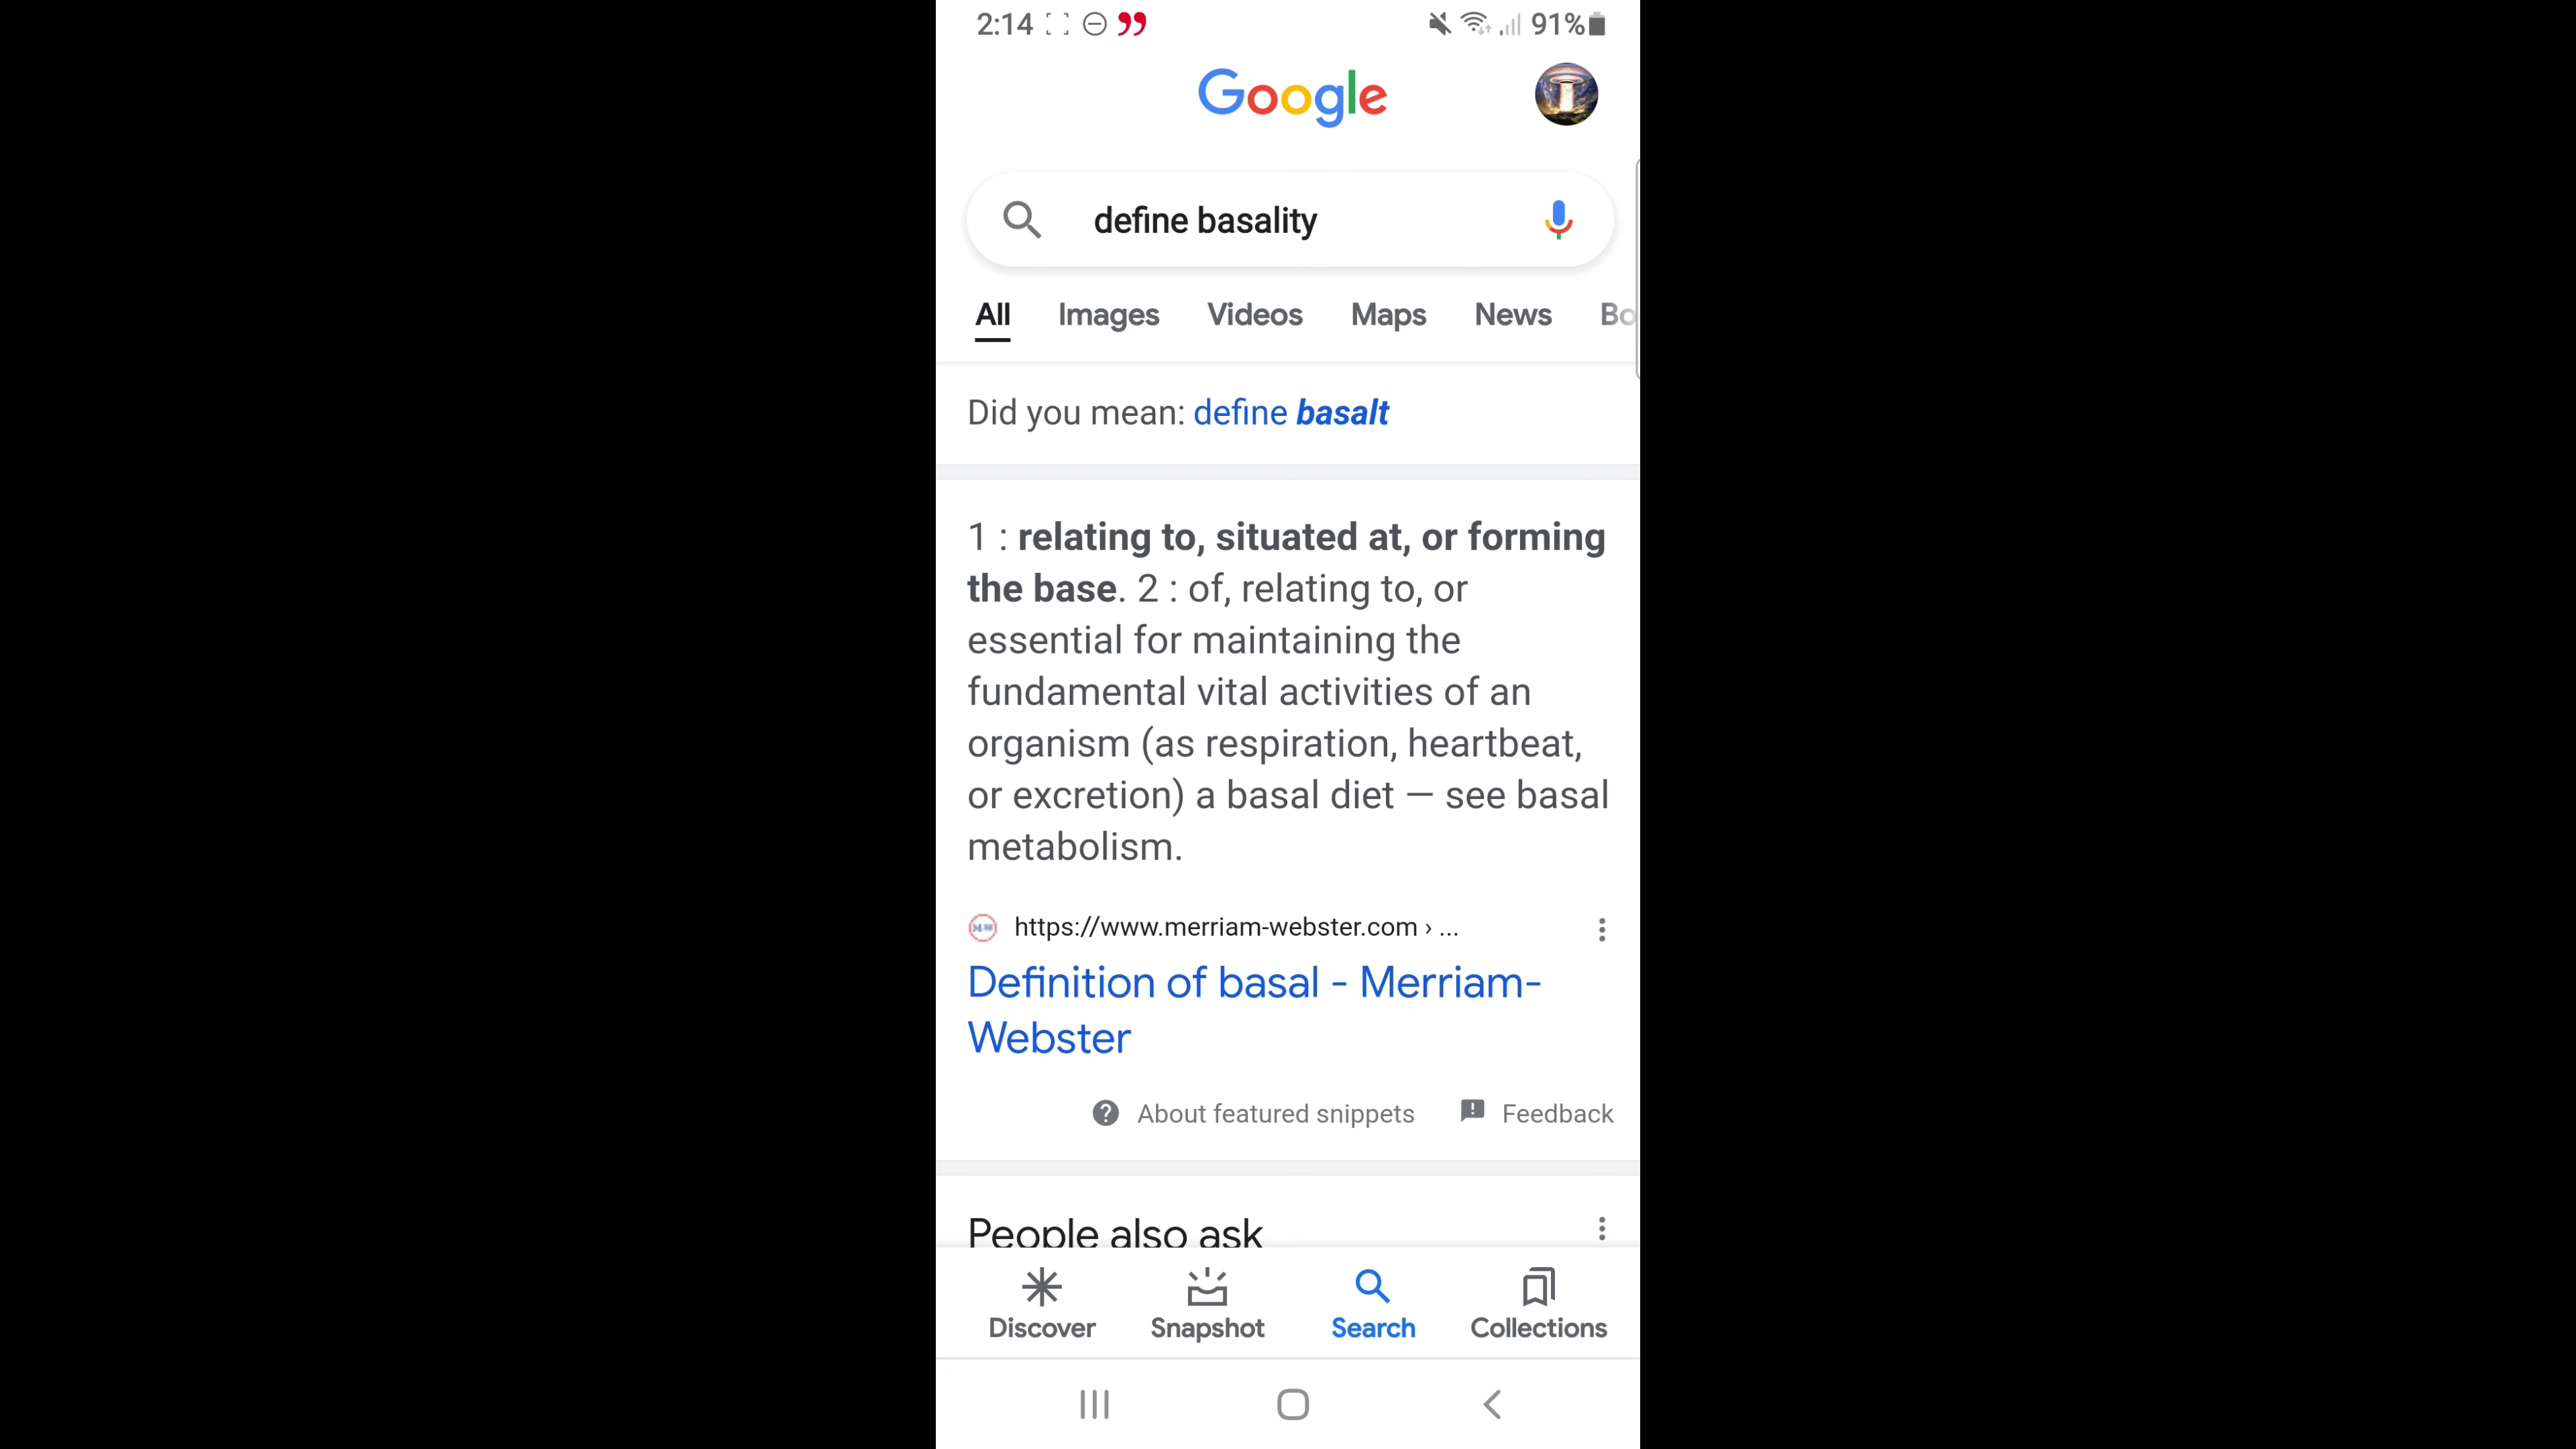 2:14 91%
Google
define basality
All Images Videos Maps News Bo
Did you mean: define basalt
1 : relating to, situated at, or forming
the base. 2 : of, relating to, or
essential for maintaining the
fundamental vital activities of an
organism (as respiration, heartbeat,
or excretion) a basal diet — see basal
metabolism.
https://www.merriam-webster.com › ...
Definition of basal - Merriam-
Webster
About featured snippets Feedback
People also ask
Discover Snapshot Search Collections